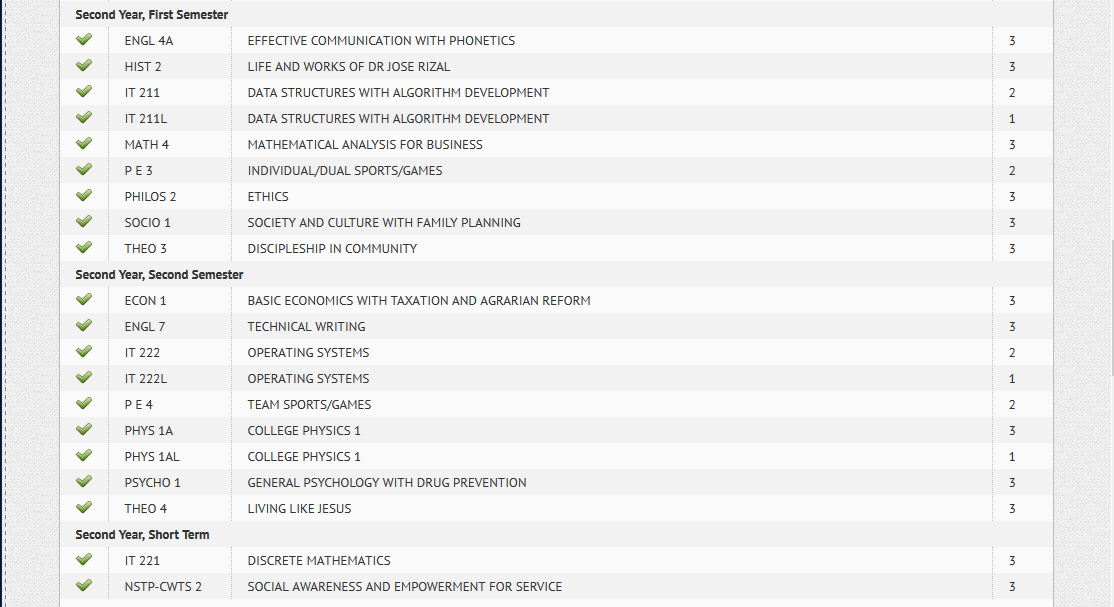 Second Year, First Semester
ENGL 4A EFFECTIVE COMMUNICATION WITH PHONETICS 3
HIST 2 LIFE AND WORKS OF DR JOSE RIZAL 3
IT 211 DATA STRUCTURES WITH ALGORITHM DEVELOPMENT 2
IT 211L DATA STRUCTURES WITH ALGORITHM DEVELOPMENT 1
MATH 4 MATHEMATICAL ANALYSIS FOR BUSINESS 3
P E 3 INDIVIDUAL/DUAL SPORTS/GAMES 2
PHILOS 2 ETHICS 3
SOCIO 1 SOCIETY AND CULTURE WITH FAMILY PLANNING 3
THEO 3 DISCIPLESHIP IN COMMUNITY 3
Second Year, Second Semester
ECON 1 BASIC ECONOMICS WITH TAXATION AND AGRARIAN REFORM 3
ENGL 7 TECHNICAL WRITING 3
IT 222 OPERATING SYSTEMS 2
IT 222L OPERATING SYSTEMS 1
P E 4 TEAM SPORTS/GAMES 2
PHYS 1A COLLEGE PHYSICS 1 3
PHYS 1AL COLLEGE PHYSICS 1 1
PSYCHO 1 GENERAL PSYCHOLOGY WITH DRUG PREVENTION 3
THEO 4 LIVING LIKE JESUS 3
Second Year, Short Term
IT 221 DISCRETE MATHEMATICS 3
NSTP-CWTS 2 SOCIAL AWARENESS AND EMPOWERMENT FOR SERVICE 3